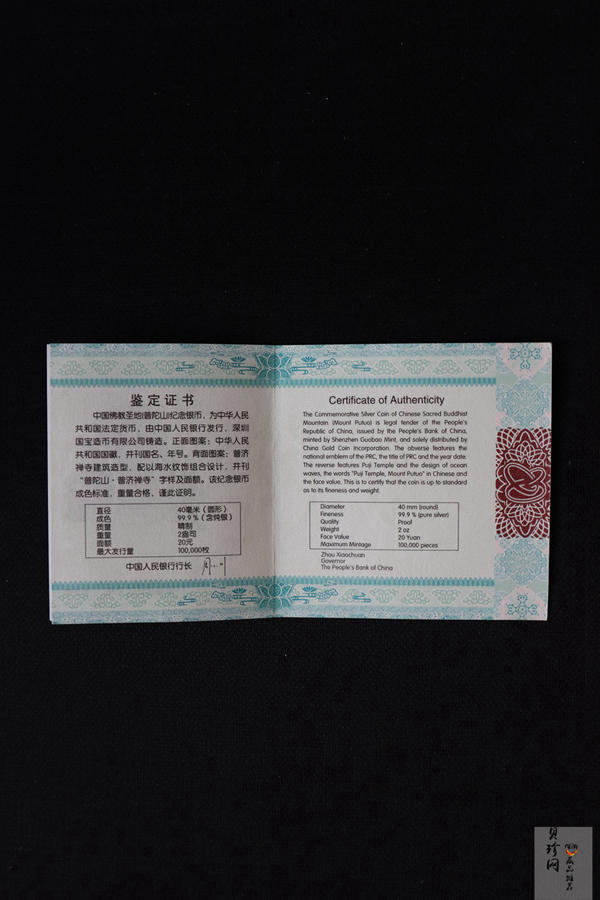 鉴定证书
中国佛教圣地(普陀山)纪念银币，为中华人民
共和国法定货币，由中国人民银行发行，深圳
国宝造币有限公司铸造。正面图案：中华人民
共和国国徽，并刊国名、年号。背面图案：普济
禅寺建筑造型，配以海水纹饰组合设计，并刊
“普陀山·普济禅寺”字样及面额。该纪念银币
成色标准，重量合格，谨此证明。
直径 40毫米（圆形）
成色 99.9％（含纯银）
质量 精制
重量 2盎司
面额 20元
最大发行量 100,000枚
中国人民银行行长
Certificate of Authenticity
The Commemorative Silver Coin of Chinese Sacred Buddhist
Mountain (Mount Putuo) is legal tender of the People's
Republic of China, issued by the People's Bank of China,
minted by Shenzhen Guobao Mint, and solely distributed by
China Gold Coin Incorporation. The obverse features the
national emblem of the PRC, the title of PRC and the year date.
The reverse features Puji Temple and the design of ocean
waves, the words "Puji Temple, Mount Putuo" in Chinese and
the face value. This is to certify that the coin is up to standard
as to its fineness and weight.
Diameter 40 mm (round)
Fineness 99.9 % (pure silver)
Quality Proof
Weight 2 oz
Face Value 20 Yuan
Maximum Mintage 100,000 pieces
Zhou Xiaochuan
Governor
The People's Bank of China
贝珍网